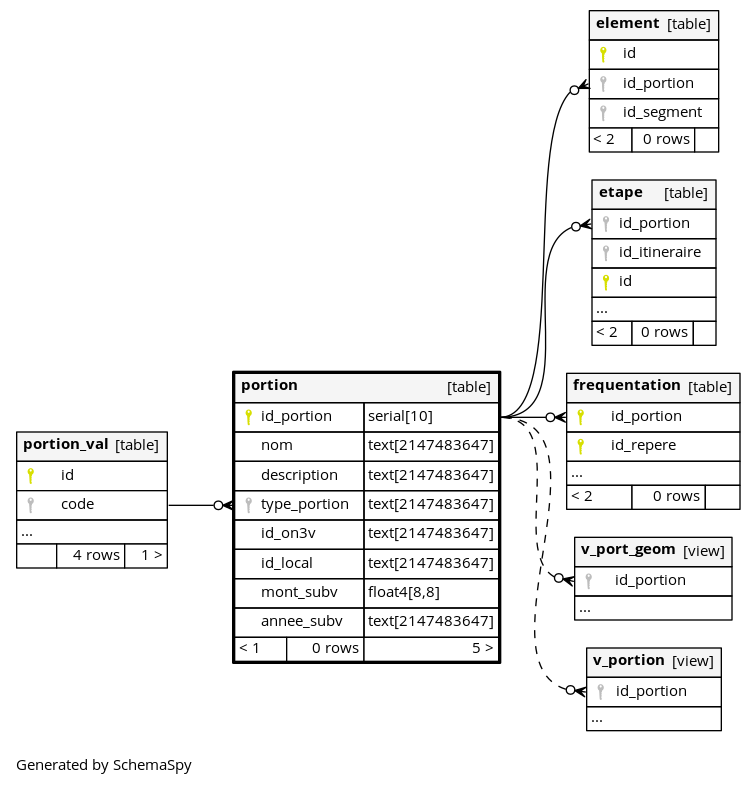 element [table]
id
id_portion
id_segment
< 2 0 rows
etape [table]
id_portion
id_itineraire
id
...
< 2 0 rows
portion [table]
id_portion serial[10]
nom text[2147483647]
description text[2147483647]
type_portion text[2147483647]
id_on3v text[2147483647]
id_local text[2147483647]
mont_subv float4[8,8]
annee_subv text[2147483647]
< 1 0 rows 5 >
frequentation [table]
id_portion
id_repere
...
< 2 0 rows
portion_val [table]
id
code
...
4 rows 1 >
v_port_geom [view]
id_portion
...
v_portion [view]
id_portion
...
Generated by SchemaSpy